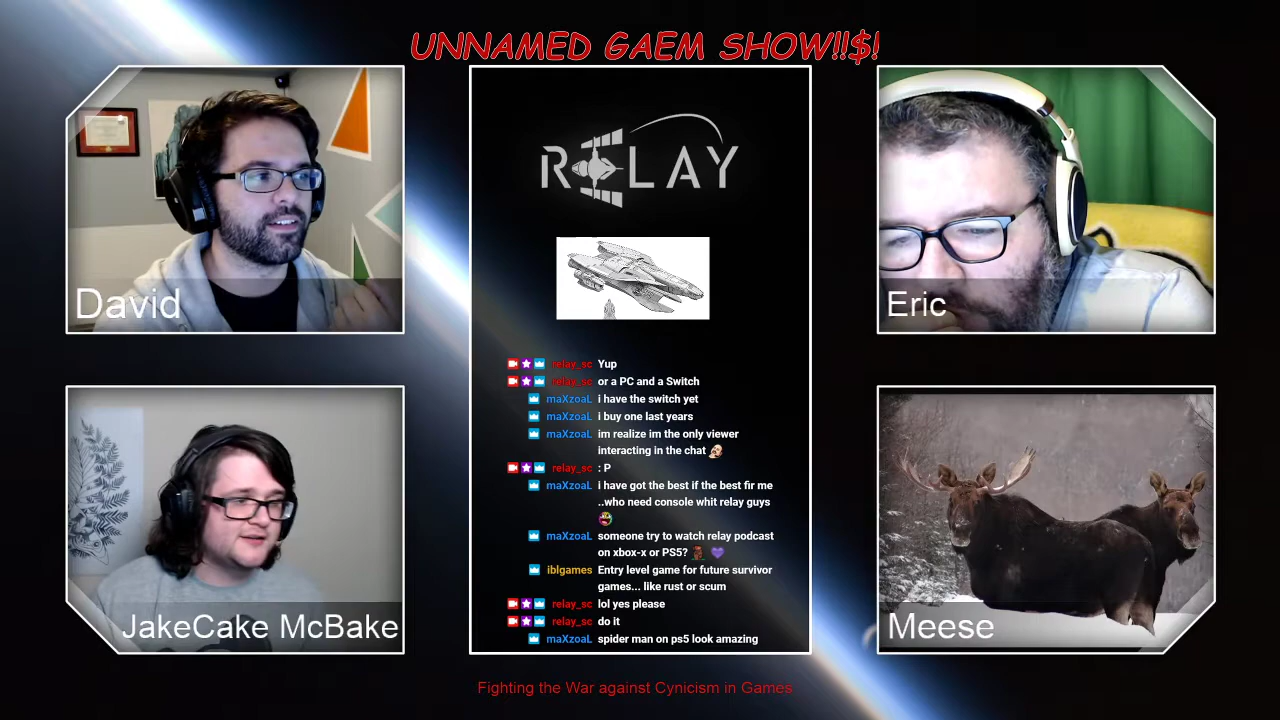 UNNAMED GAEM SHOW!!$!
RELAY
David
Eric
relay_sc Yup
relay_sc or a PC and a Switch
maXzoaL i have the switch yet
maXzoaL i buy one last years
maXzoaL im realize im the only viewer
interacting in the chat
relay_sc : P
maXzoaL i have got the best if the best fir me
..who need console whit relay guys
maXzoaL someone try to watch relay podcast
on xbox-x or PS5?
iblgames Entry level game for future survivor
games... like rust or scum
relay_sc lol yes please
relay_sc do it
maXzoaL spider man on ps5 look amazing
JakeCake McBake
Meese
Fighting the War against Cynicism in Games